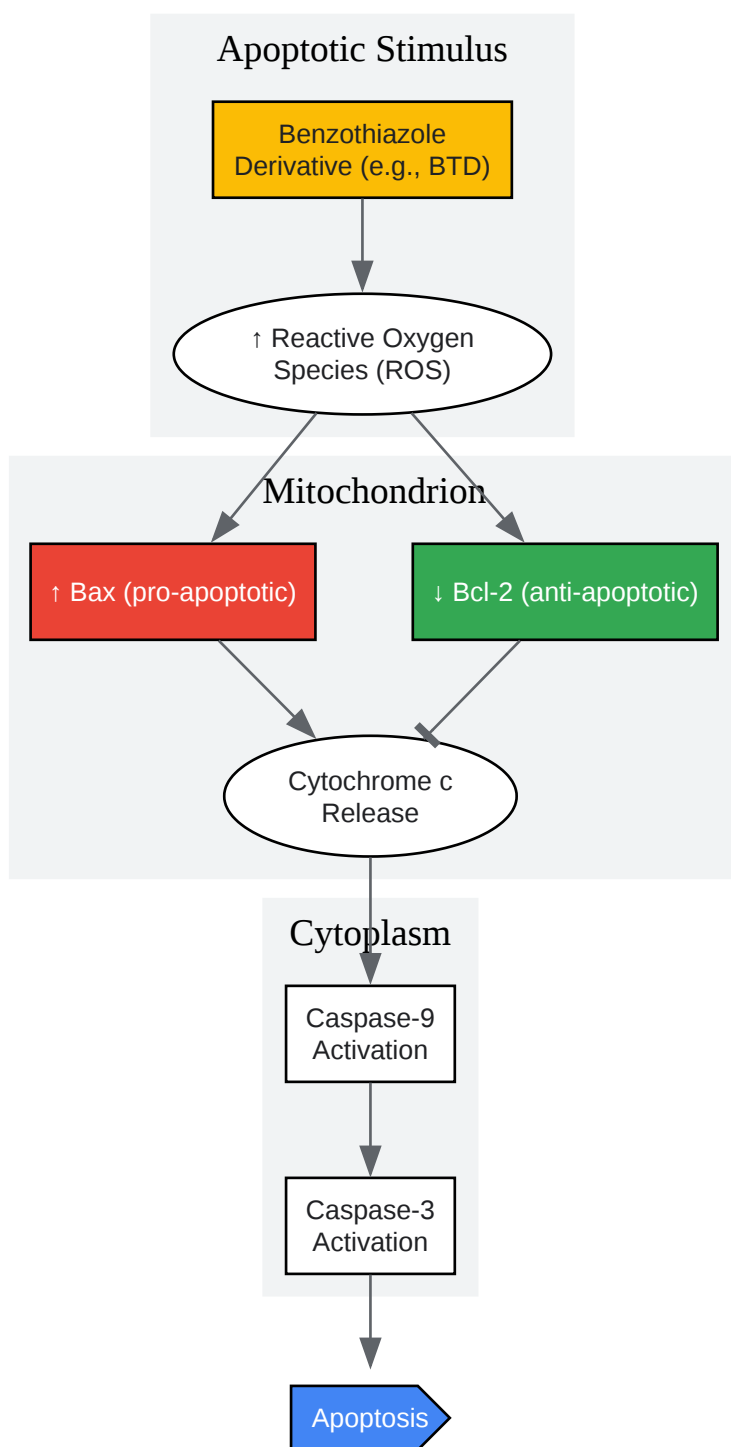 Apoptotic Stimulus
Benzothiazole
Derivative (e.g., BTD)
↑ Reactive Oxygen
Species (ROS)
Mitochondrion
↑ Bax (pro-apoptotic)
↓ Bcl-2 (anti-apoptotic)
Cytochrome c
Release
Cytoplasm
Caspase-9
Activation
Caspase-3
Activation
Apoptosis